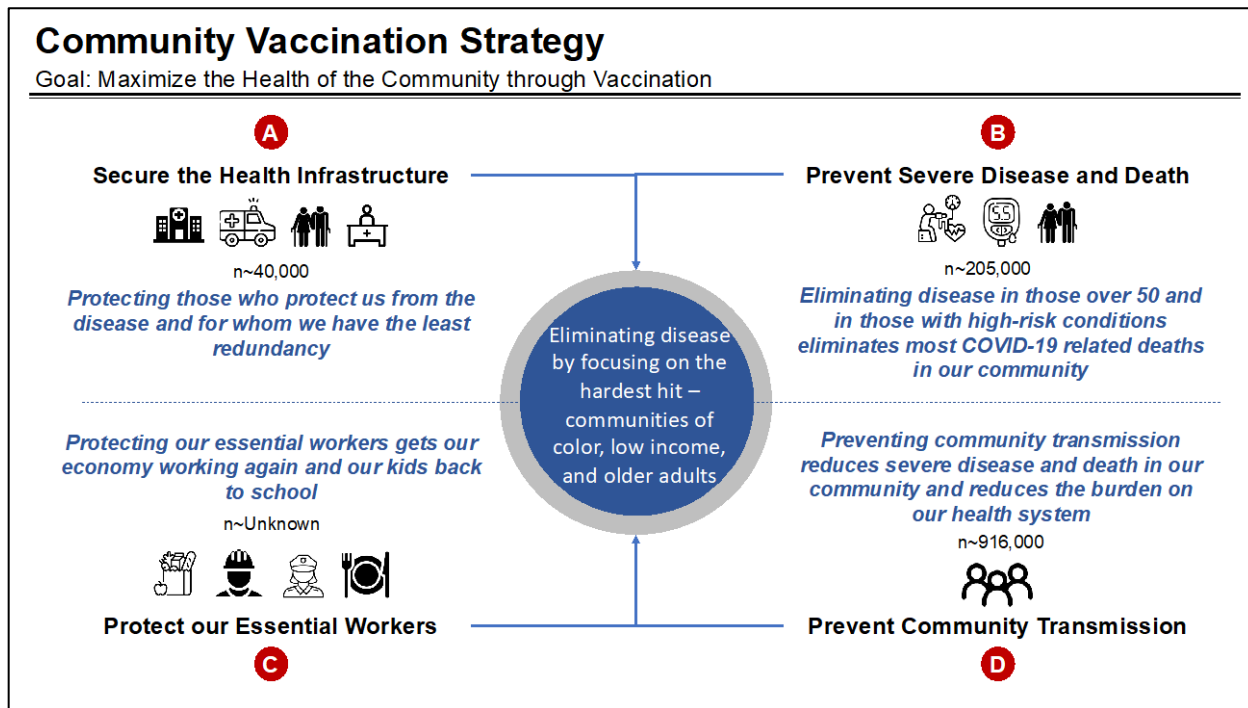 Community Vaccination Strategy
Goal: Maximize the Health of the Community through Vaccination
A
Secure the Health Infrastructure
n~40,000
Protecting those who protect us from the
disease and for whom we have the least
redundancy
B
Prevent Severe Disease and Death
5.5
n~205,000
Eliminating disease in those over 50 and
in those with high-risk conditions
eliminates most COVID-19 related deaths
in our community
Eliminating disease
by focusing on the
hardest hit –
communities of
color, low income,
and older adults
Protecting our essential workers gets our
economy working again and our kids back
to school
n~Unknown
Protect our Essential Workers
C
Preventing community transmission
reduces severe disease and death in our
community and reduces the burden on
our health system
n~916,000
Prevent Community Transmission
D